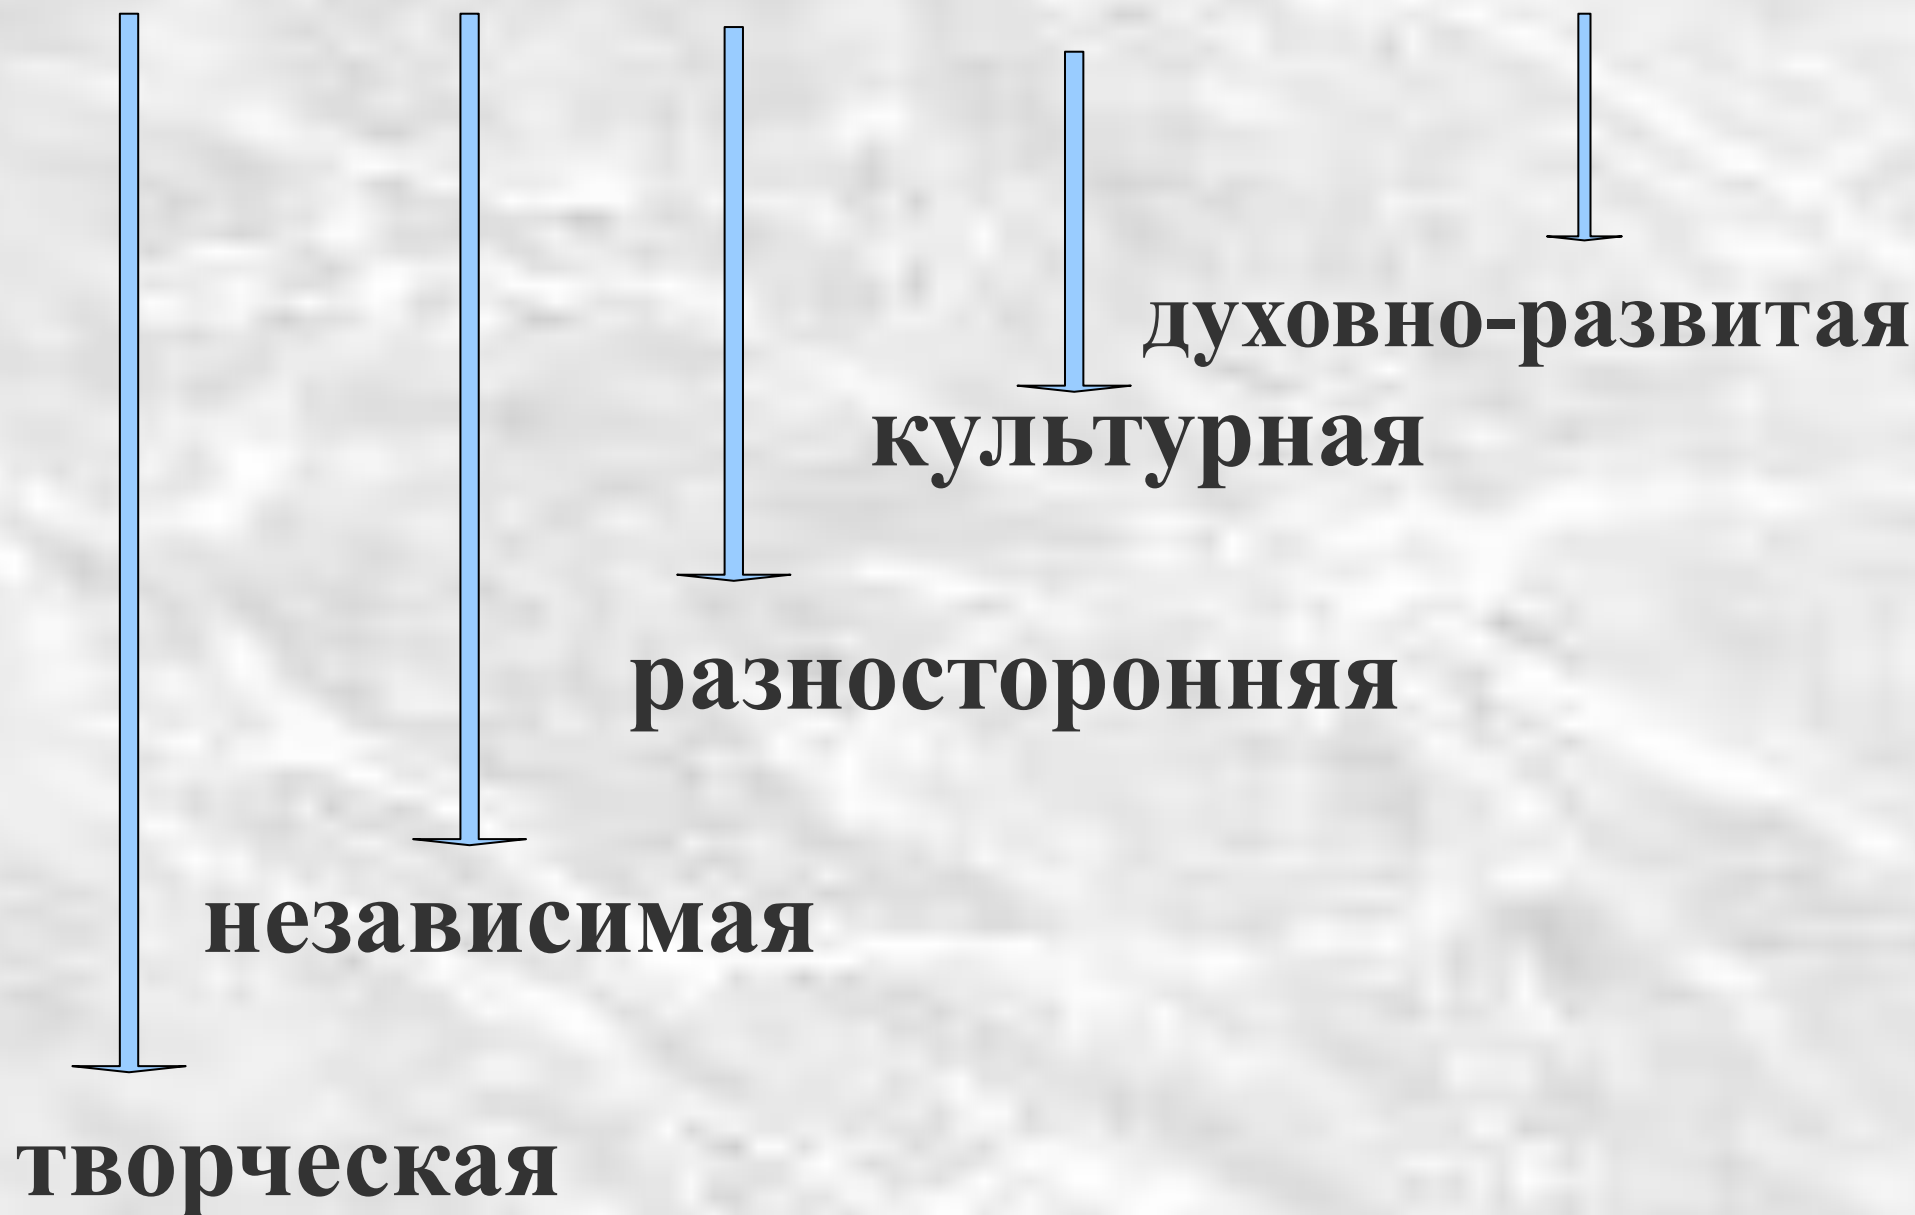 духовно-развитая
культурная
разносторонняя
независимая
творческая